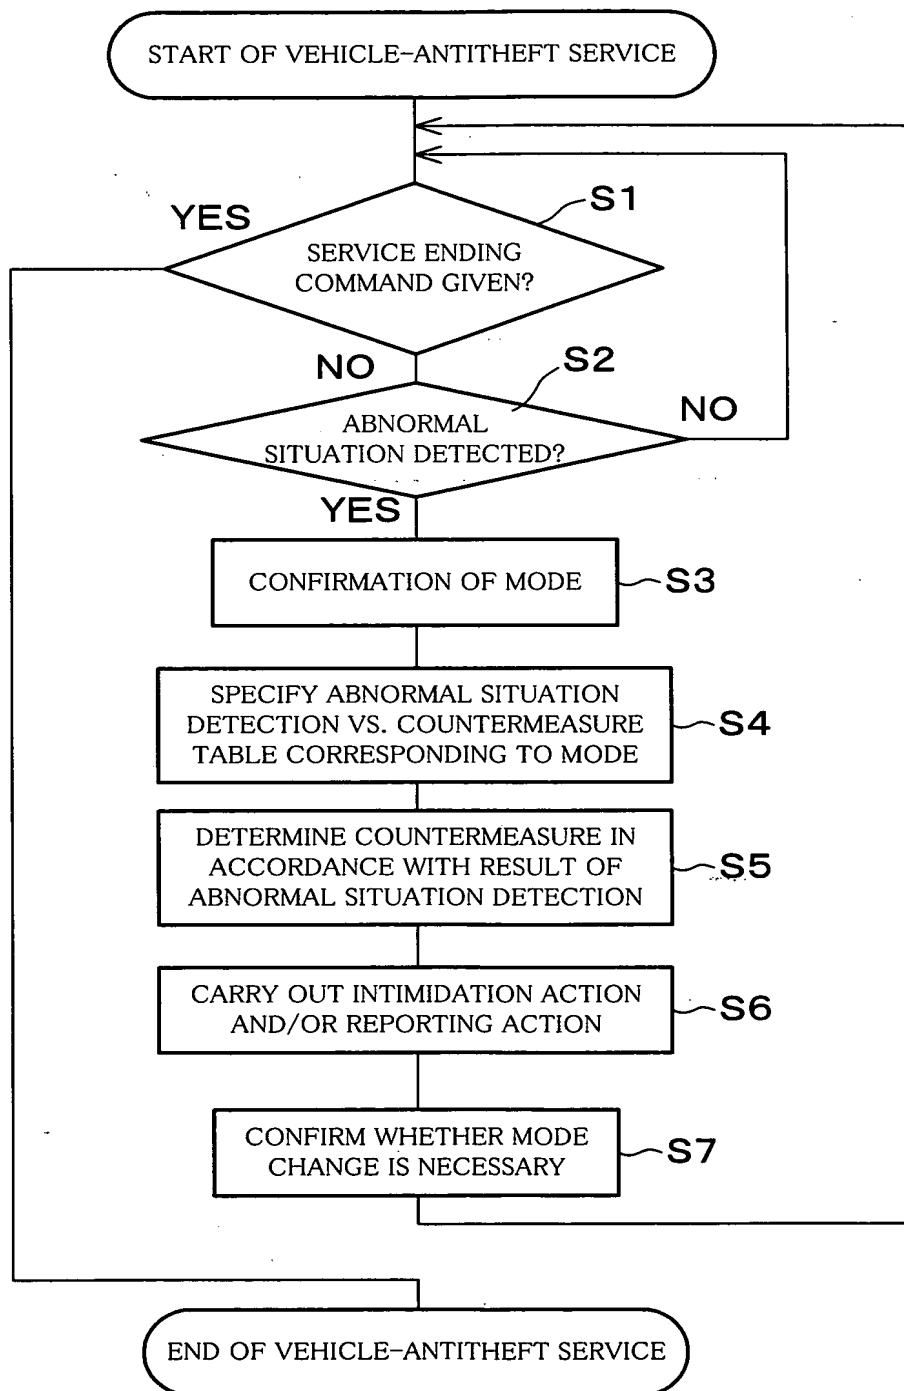 START OF VEHICLE-ANTITHEFT SERVICE
S1
YES
SERVICE ENDING
COMMAND GIVEN?
NO
S2
NO
ABNORMAL
SITUATION DETECTED?
YES
CONFIRMATION OF MODE
S3
SPECIFY ABNORMAL SITUATION
DETECTION VS. COUNTERMEASURE
TABLE CORRESPONDING TO MODE
S4
DETERMINE COUNTERMEASURE IN
ACCORDANCE WITH RESULT OF
ABNORMAL SITUATION DETECTION
S5
CARRY OUT INTIMIDATION ACTION
AND/OR REPORTING ACTION
S6
CONFIRM WHETHER MODE
CHANGE IS NECESSARY
S7
END OF VEHICLE-ANTITHEFT SERVICE